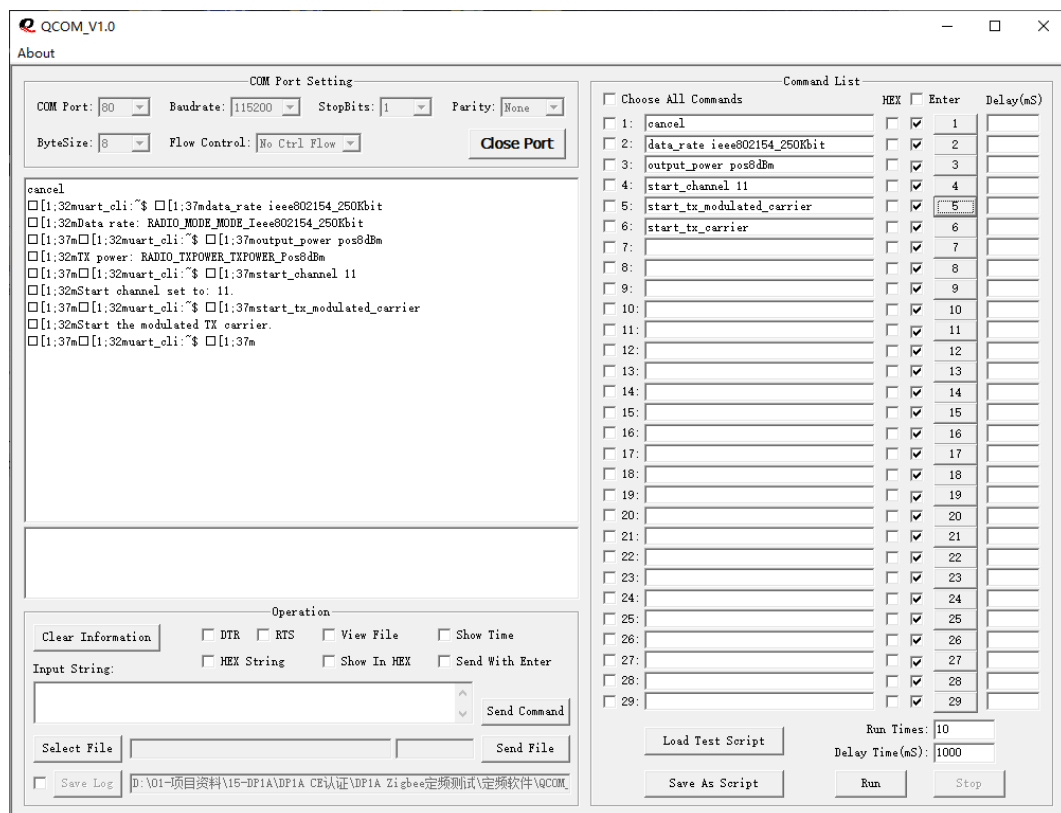 QCOM_V1.0
About
COM Port Setting
COM Port: 80 Baudrate: 115200 StopBits: 1 Parity: None
ByteSize: 8 Flow Control: No Ctrl Flow Close Port
cancel
□[1;32muart_cli:~$ □[1;37mdata_rate ieee802154_250Kbit
□[1;32mData rate: RADIO_MODE_MODE_Ieee802154_250Kbit
□[1;37m□[1;32muart_cli:~$ □[1;37moutput_power pos8dBm
□[1;32mTX power: RADIO_TXPOWER_TXPOWER_Pos8dBm
□[1;37m□[1;32muart_cli:~$ □[1;37mstart_channel 11
□[1;32mStart channel set to: 11.
□[1;37m□[1;32muart_cli:~$ □[1;37mstart_tx_modulated_carrier
□[1;32mStart the modulated TX carrier.
□[1;37m□[1;32muart_cli:~$ □[1;37m
Operation
Clear Information DTR RTS View File Show Time
HEX String Show In HEX Send With Enter
Input String:
Send Command
Select File Send File
Save Log D:\01-项目资料\15-DP1A\DP1A CE认证\DP1A Zigbee定频测试\定频软件\QCOM_
Command List
Choose All Commands HEX Enter Delay(mS)
1: cancel 1
2: data_rate ieee802154_250Kbit 2
3: output_power pos8dBm 3
4: start_channel 11 4
5: start_tx_modulated_carrier 5
6: start_tx_carrier 6
7: 7
8: 8
9: 9
10: 10
11: 11
12: 12
13: 13
14: 14
15: 15
16: 16
17: 17
18: 18
19: 19
20: 20
21: 21
22: 22
23: 23
24: 24
25: 25
26: 26
27: 27
28: 28
29: 29
Load Test Script Run Times: 10
Delay Time(mS): 1000
Save As Script Run Stop